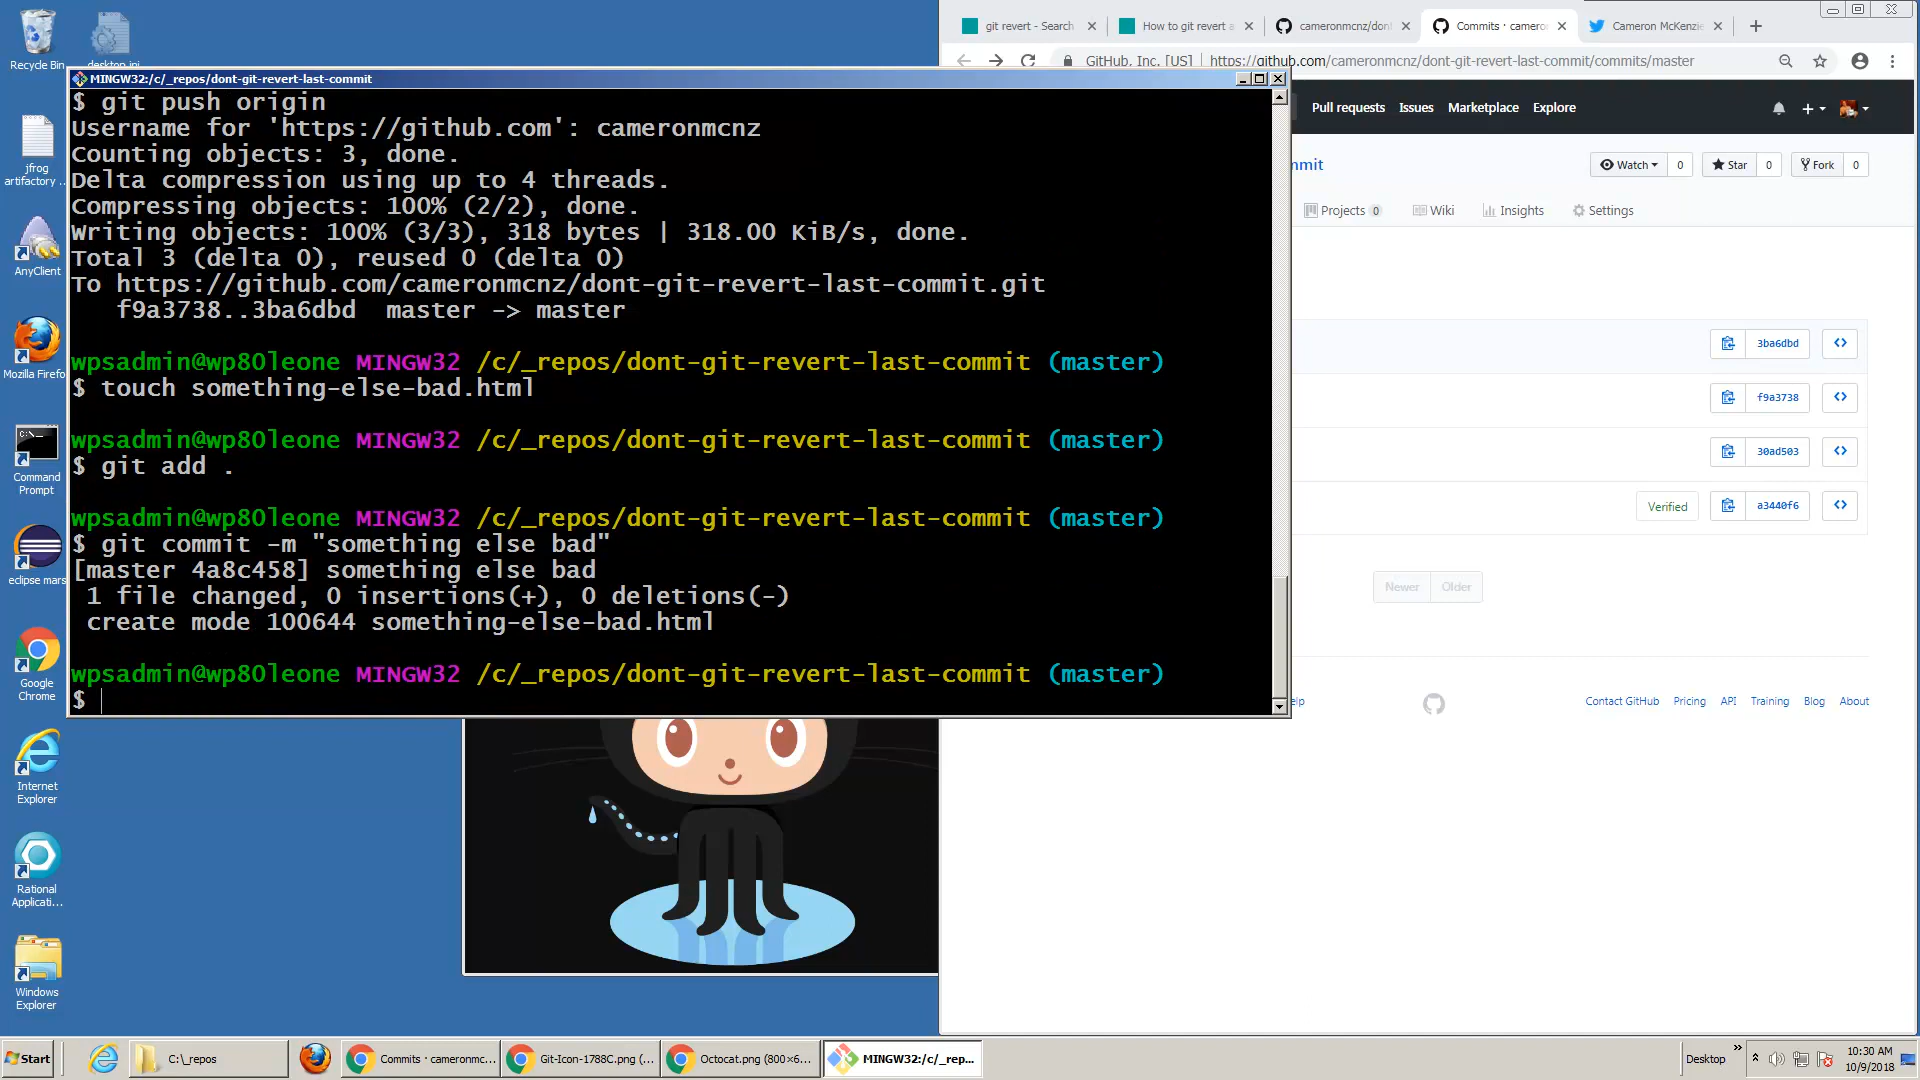 Recycle Bin
desktop.ini
jfrog
artifactory ...
AnyClient
Mozilla Firefo
C:\_
Command
Prompt
eclipse mars
Google
Chrome
Internet
Explorer
Rational
Applicati...
Windows
Explorer
MINGW32:/c/_repos/dont-git-revert-last-commit
$ git push origin
Username for 'https://github.com': cameronmcnz
Counting objects: 3, done.
Delta compression using up to 4 threads.
Compressing objects: 100% (2/2), done.
Writing objects: 100% (3/3), 318 bytes | 318.00 KiB/s, done.
Total 3 (delta 0), reused 0 (delta 0)
To https://github.com/cameronmcnz/dont-git-revert-last-commit.git
f9a3738..3ba6dbd master -> master
wpsadmin@wp80leone MINGW32 /c/_repos/dont-git-revert-last-commit (master)
$ touch something-else-bad.html
wpsadmin@wp80leone MINGW32 /c/_repos/dont-git-revert-last-commit (master)
$ git add .
wpsadmin@wp80leone MINGW32 /c/_repos/dont-git-revert-last-commit (master)
$ git commit -m "something else bad"
[master 4a8c458] something else bad
1 file changed, 0 insertions(+), 0 deletions(-)
create mode 100644 something-else-bad.html
wpsadmin@wp80leone MINGW32 /c/_repos/dont-git-revert-last-commit (master)
$
git revert - Search
How to git revert a
cameronmcnz/dont
Commits · camero
Cameron McKenzie
GitHub, Inc. [US] https://github.com/cameronmcnz/dont-git-revert-last-commit/commits/master
Pull requests Issues Marketplace Explore
mmit
Watch 0 Star 0 Fork 0
Projects 0 Wiki Insights Settings
3ba6dbd
f9a3738
30ad503
Verified a3440f6
Newer Older
elp
Contact GitHub Pricing API Training Blog About
Start
C:\_repos
Commits · cameronmc...
Git-Icon-1788C.png (...
Octocat.png (800×6...
MINGW32:/c/_rep...
Desktop »
10:30 AM
10/9/2018